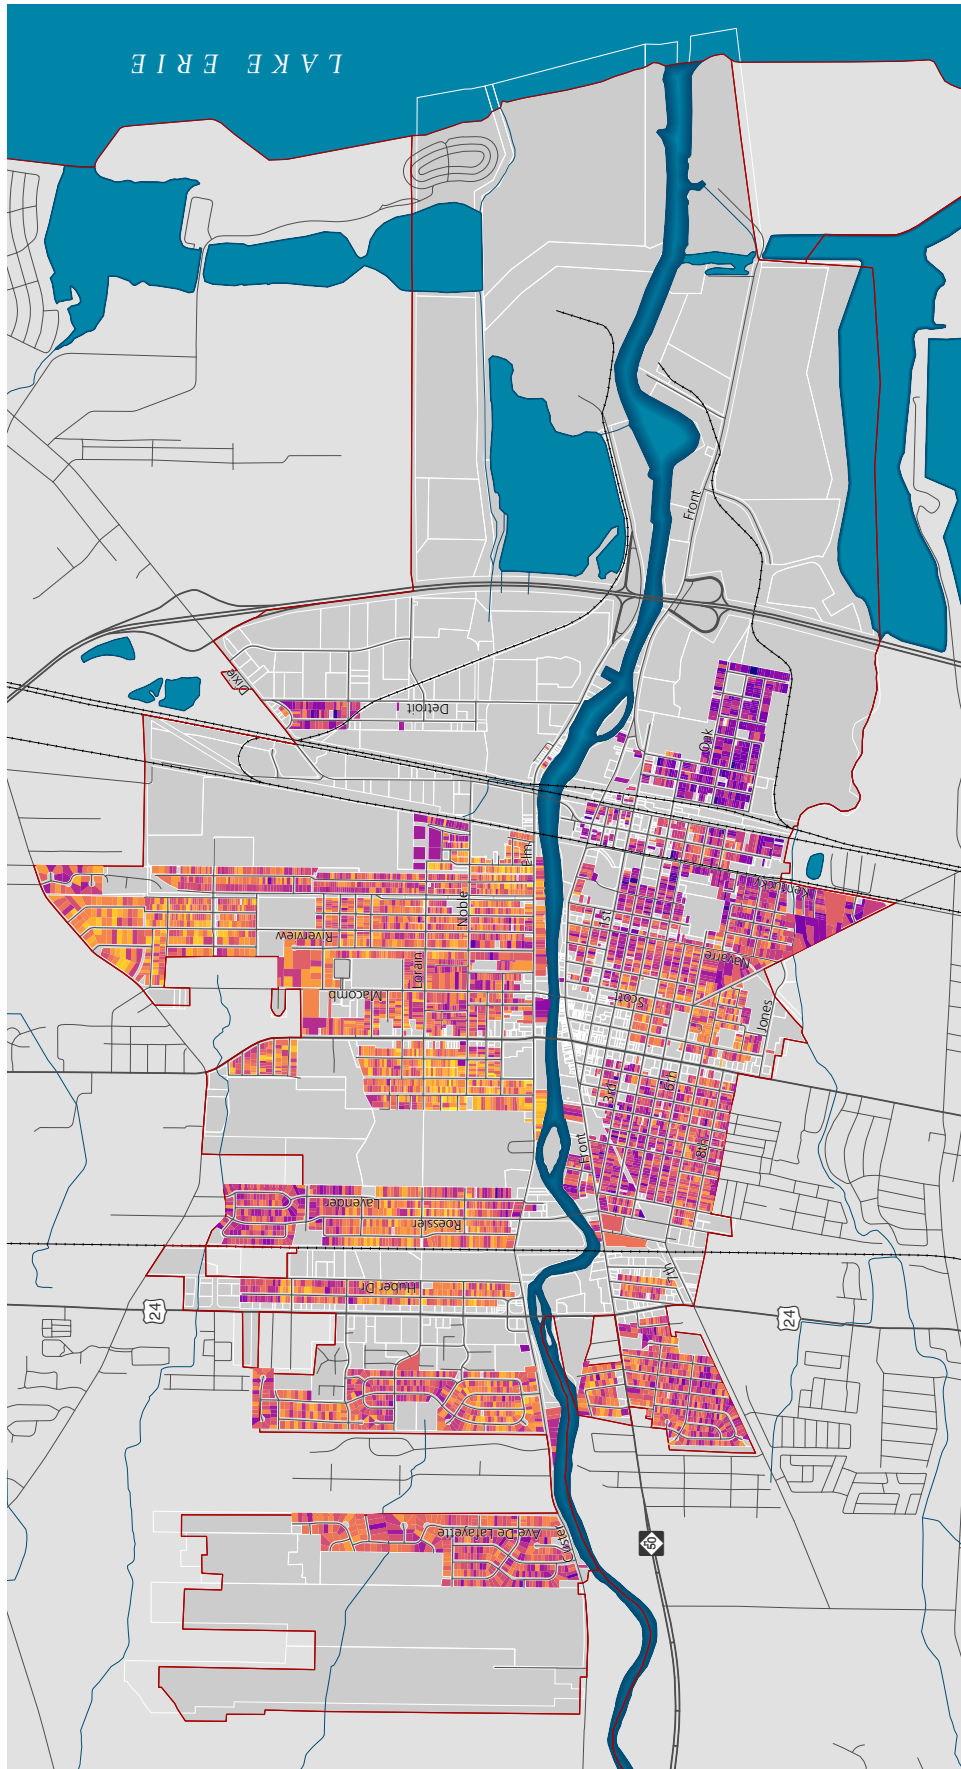 LAKE ERIE
Front
Dixie
Detroit
Oak
Elm
Kentucky
Noble
1st
Riverview
Navarre
Lorain
Macomb
Scott
Jones
6th
3rd
Front
8th
Lavender
Roessler
Huber Dr
7th
24
24
Ave De Lafayette
Custer
50